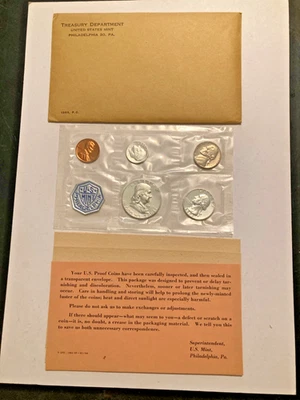 TREASURY DEPARTMENT
UNITED STATES MINT
PHILADELPHIA 30, PA.
Your U.S. Proof Coins have been carefully inspected, and then sealed in
a transparent envelope. This package was designed to prevent or delay tar-
nishing and discoloration. Nevertheless, sooner or later tarnishing may
occur. Care in handling and storing will help to prolong the newly-minted
luster of the coins; heat and direct sunlight are especially harmful.
Please do not ask us to make exchanges or adjustments.
If there should appear—what may seem to you—a defect or scratch on a
coin—it is, no doubt, a crease in the packaging material. We tell you this
to save us both unnecessary correspondence.
Superintendent,
U. S. Mint,
Philadelphia, Pa.